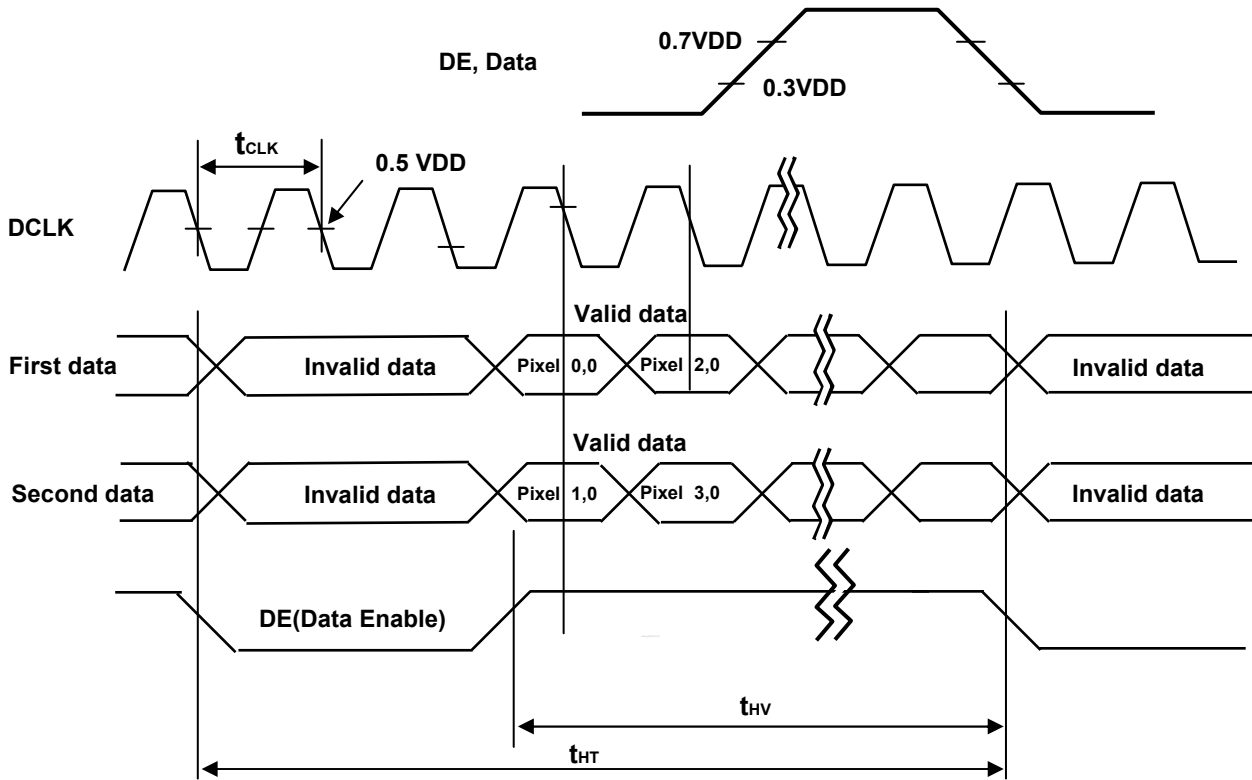 0.7VDD
DE, Data
0.3VDD
tCLK
0.5 VDD
DCLK
Valid data
First data
Invalid data
Pixel 0,0
Pixel 2,0
Invalid data
Valid data
Second data
Invalid data
Pixel 1,0
Pixel 3,0
Invalid data
DE(Data Enable)
tHV
tHT